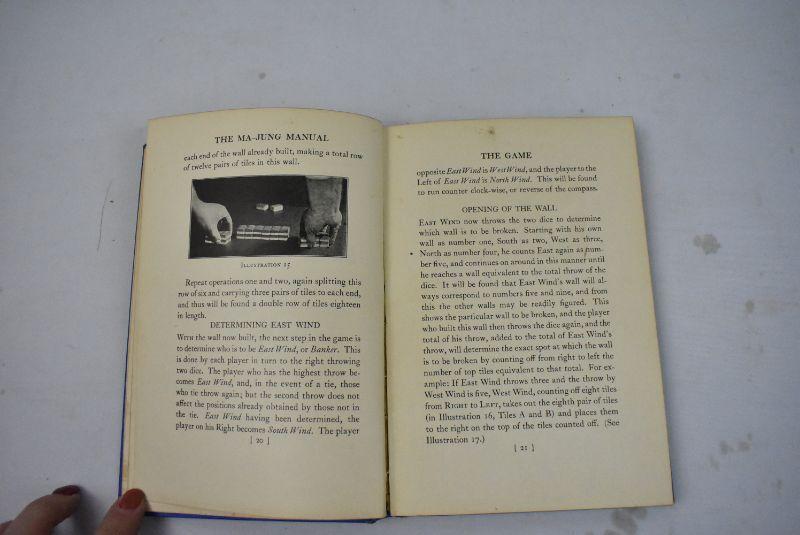 THE MA-JUNG MANUAL
each end of the wall already built, making a total row
of twelve pairs of tiles in this wall.
ILLUSTRATION 15
Repeat operations one and two, again splitting this
row of six and carrying three pairs of tiles to each end,
and thus will be found a double row of tiles eighteen
in length.
DETERMINING EAST WIND
WITH the wall now built, the next step in the game is
to determine who is to be East Wind, or Banker. This
is done by each player in turn to the right throwing
two dice. The player who has the highest throw be-
comes East Wind, and, in the event of a tie, those
who tie throw again; but the second throw does not
affect the positions already obtained by those not in
the tie. East Wind having been determined, the
player on his Right becomes South Wind. The player
[ 20 ]
THE GAME
opposite East Wind is West Wind, and the player to the
Left of East Wind is North Wind. This will be found
to run counter clock-wise, or reverse of the compass.
OPENING OF THE WALL
EAST WIND now throws the two dice to determine
which wall is to be broken. Starting with his own
wall as number one, South as two, West as three,
North as number four, he counts East again as num-
ber five, and continues on around in this manner until
he reaches a wall equivalent to the total throw of the
dice. It will be found that East Wind's wall will al-
ways correspond to numbers five and nine, and from
this the other walls may be readily figured. This
shows the particular wall to be broken, and the player
who built this wall then throws the dice again, and the
total of his throw, added to the total of East Wind's
throw, will determine the exact spot at which the wall
is to be broken by counting off from right to left the
number of top tiles equivalent to that total. For ex-
ample: If East Wind throws three and the throw by
West Wind is five, West Wind, counting off eight tiles
from RIGHT to LEFT, takes out the eighth pair of tiles
(in Illustration 16, Tiles A and B) and places them
to the right on the top of the tiles counted off. (See
Illustration 17.)
[ 21 ]